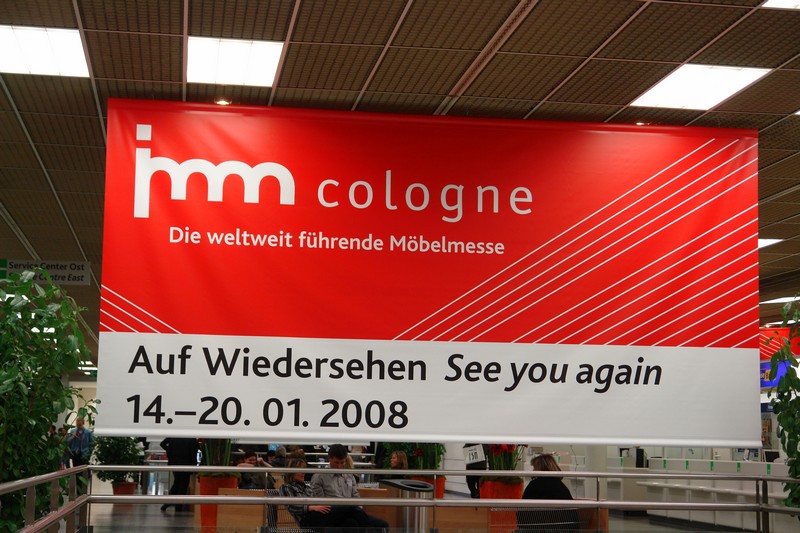 imm cologne
Die weltweit führende Möbelmesse
Auf Wiedersehen See you again
14.–20. 01. 2008
Service Center Ost
Centre East